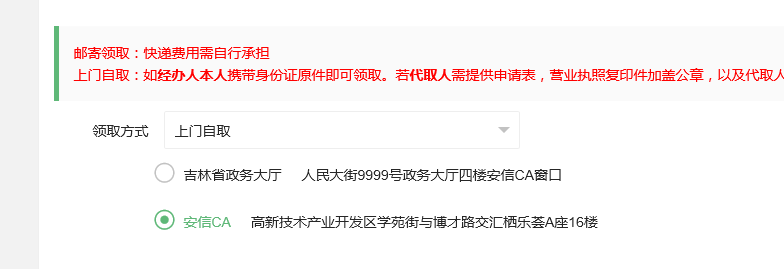 邮寄领取：快递费用需自行承担
上门自取：如经办人本人携带身份证原件即可领取。若代取人需提供申请表，营业执照复印件加盖公章，以及代取人
领取方式 上门自取
吉林省政务大厅 人民大街9999号政务大厅四楼安信CA窗口
安信CA 高新技术产业开发区学苑街与博才路交汇栖乐荟A座16楼